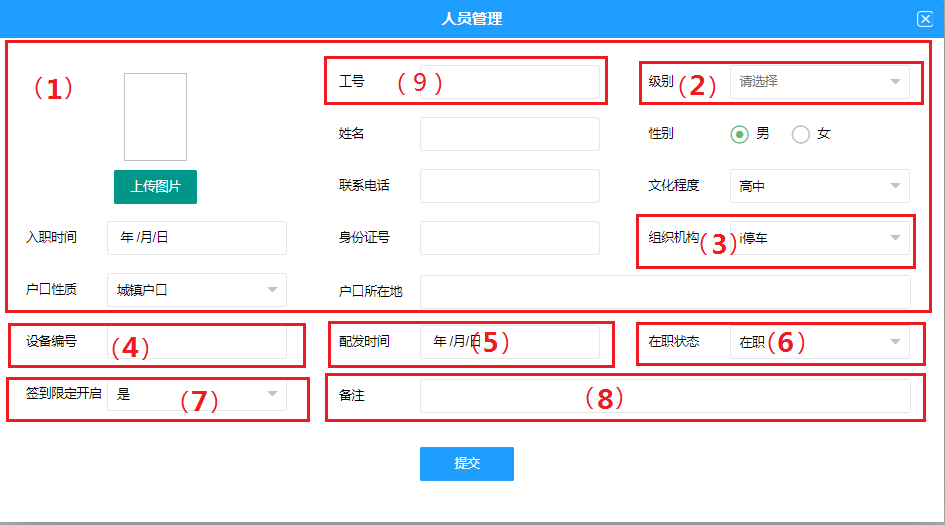 人员管理
(1)
工号 (9)
级别 (2) 请选择
姓名
性别 男 女
上传图片
联系电话
文化程度 高中
入职时间 年 /月/日
身份证号
组织机构 (3) i停车
户口性质 城镇户口
户口所在地
设备编号 (4)
配发时间 年 /月/日 (5)
在职状态 在职 (6)
签到限定开启 是 (7)
备注 (8)
提交